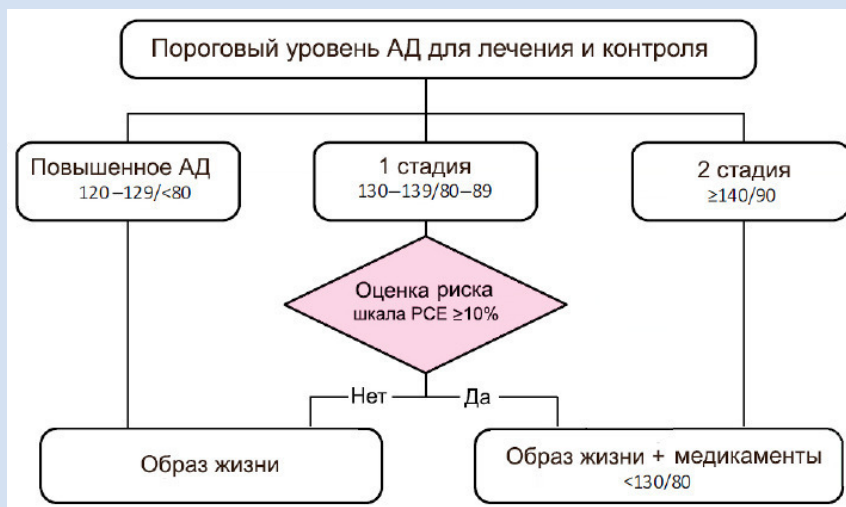 Пороговый уровень АД для лечения и контроля
Повышенное АД
120–129/<80
1 стадия
130–139/80–89
2 стадия
≥140/90
Оценка риска
шкала PCE ≥10%
Нет
Да
Образ жизни
Образ жизни + медикаменты
<130/80